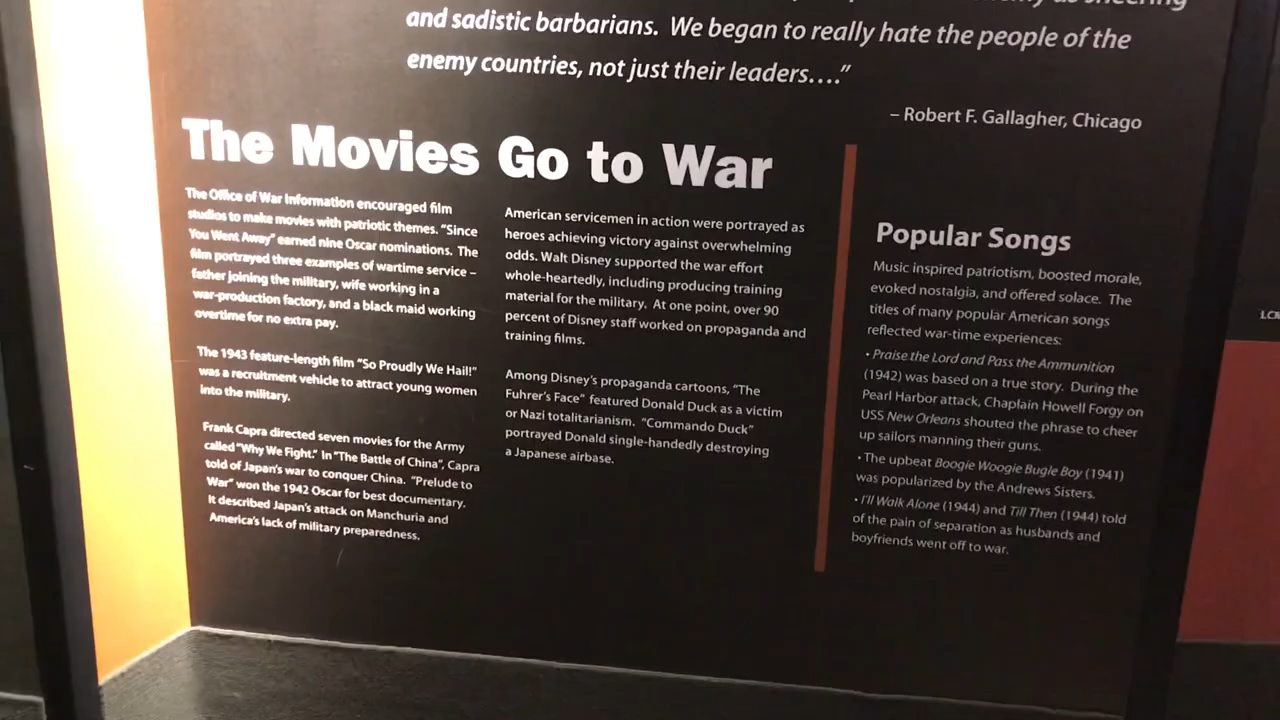 and sadistic barbarians. We began to really hate the people of the
enemy countries, not just their leaders…."
– Robert F. Gallagher, Chicago
The Movies Go to War
The Office of War Information encouraged film
studios to make movies with patriotic themes. "Since
You Went Away" earned nine Oscar nominations. The
film portrayed three examples of wartime service –
father joining the military, wife working in a
war-production factory, and a black maid working
overtime for no extra pay.
The 1943 feature-length film "So Proudly We Hail!"
was a recruitment vehicle to attract young women
into the military.
Frank Capra directed seven movies for the Army
called "Why We Fight." In "The Battle of China", Capra
told of Japan's war to conquer China. "Prelude to
War" won the 1942 Oscar for best documentary.
It described Japan's attack on Manchuria and
America's lack of military preparedness.
American servicemen in action were portrayed as
heroes achieving victory against overwhelming
odds. Walt Disney supported the war effort
whole-heartedly, including producing training
material for the military. At one point, over 90
percent of Disney staff worked on propaganda and
training films.
Among Disney's propaganda cartoons, "The
Fuhrer's Face" featured Donald Duck as a victim
or Nazi totalitarianism. "Commando Duck"
portrayed Donald single-handedly destroying
a Japanese airbase.
Popular Songs
Music inspired patriotism, boosted morale,
evoked nostalgia, and offered solace. The
titles of many popular American songs
reflected war-time experiences:
• Praise the Lord and Pass the Ammunition
(1942) was based on a true story. During the
Pearl Harbor attack, Chaplain Howell Forgy on
USS New Orleans shouted the phrase to cheer
up sailors manning their guns.
• The upbeat Boogie Woogie Bugle Boy (1941)
was popularized by the Andrews Sisters.
• I'll Walk Alone (1944) and Till Then (1944) told
of the pain of separation as husbands and
boyfriends went off to war.